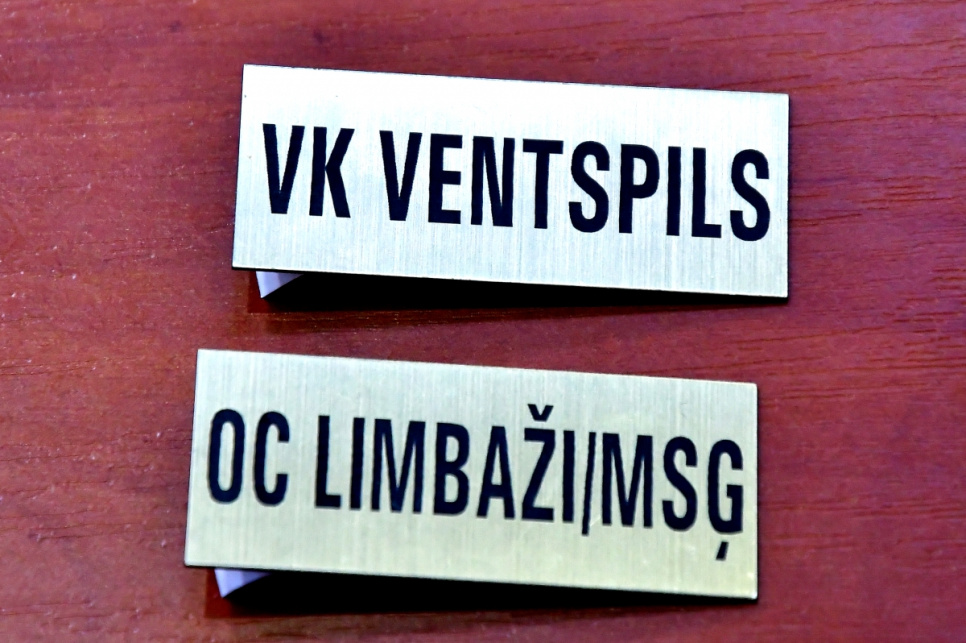 VK VENTSPILS
OC LIMBAŽI/MSĢ